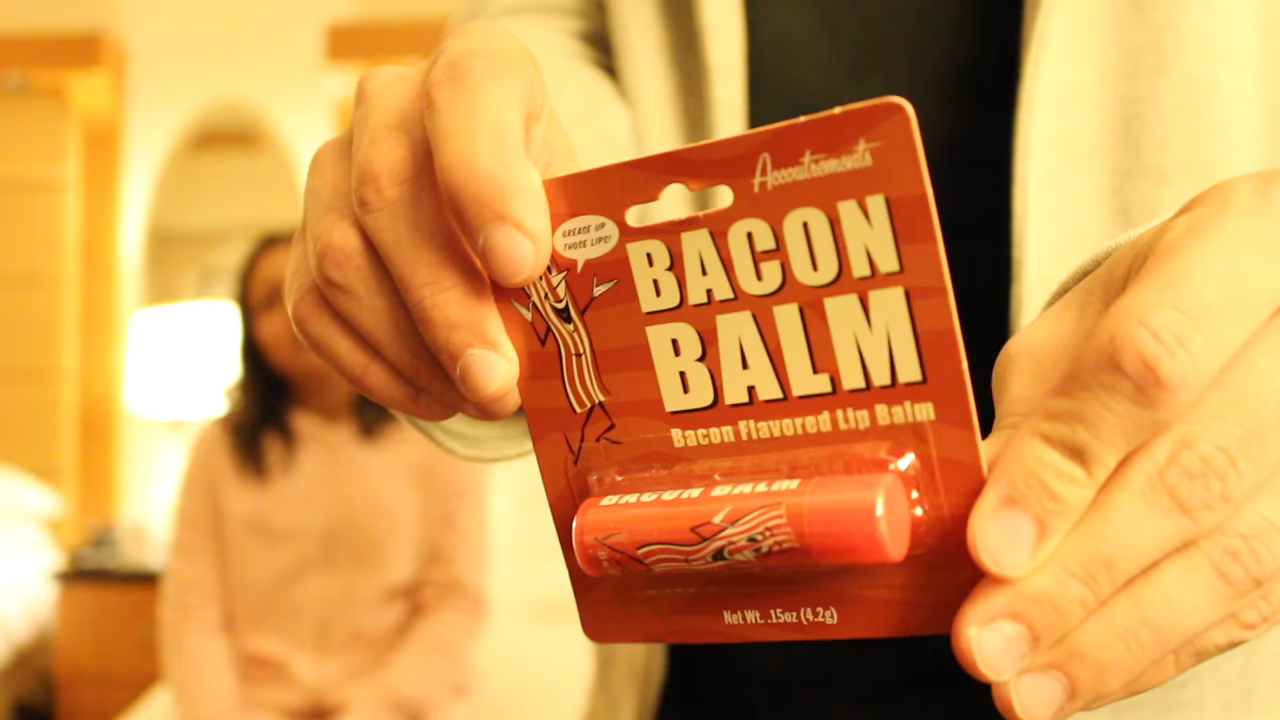 Accoutrements
GREASE UP
THOSE LIPS!
BACON
BALM
Bacon Flavored Lip Balm
BACON BALM
Net Wt. .15oz (4.2g)